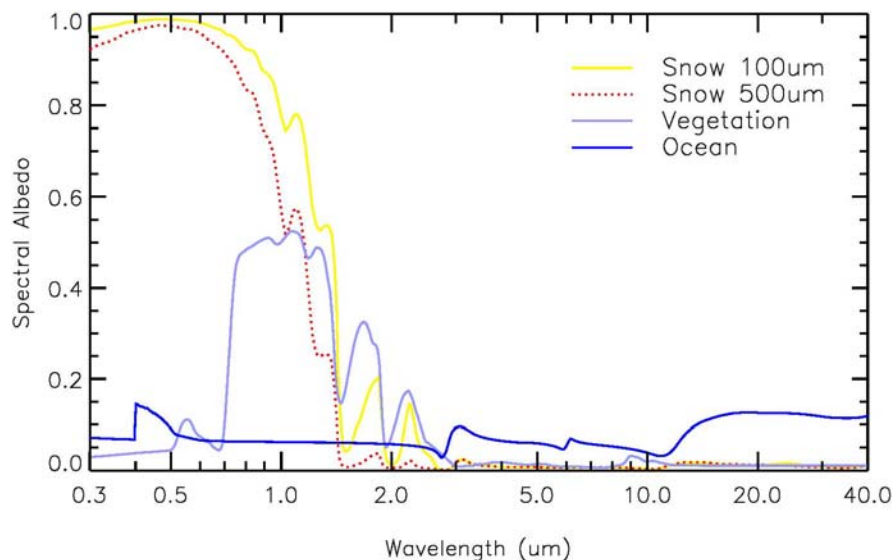 1.0
0.8
0.6
0.4
0.2
0.0
Spectral Albedo
Snow 100um
Snow 500um
Vegetation
Ocean
0.3 0.5 1.0 2.0 5.0 10.0 20.0 40.0
Wavelength (um)